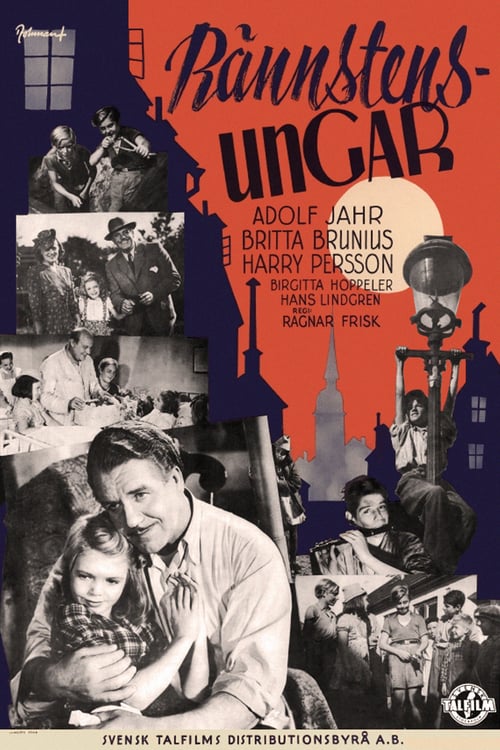 Rännstens-
UNGAR
ADOLF JAHR
BRITTA BRUNIUS
HARRY PERSSON
BIRGITTA HOPPELER
HANS LINDGREN
REGI:
RAGNAR FRISK
TALFILM
SVENSK TALFILMS DISTRIBUTIONSBYRÅ A.B.